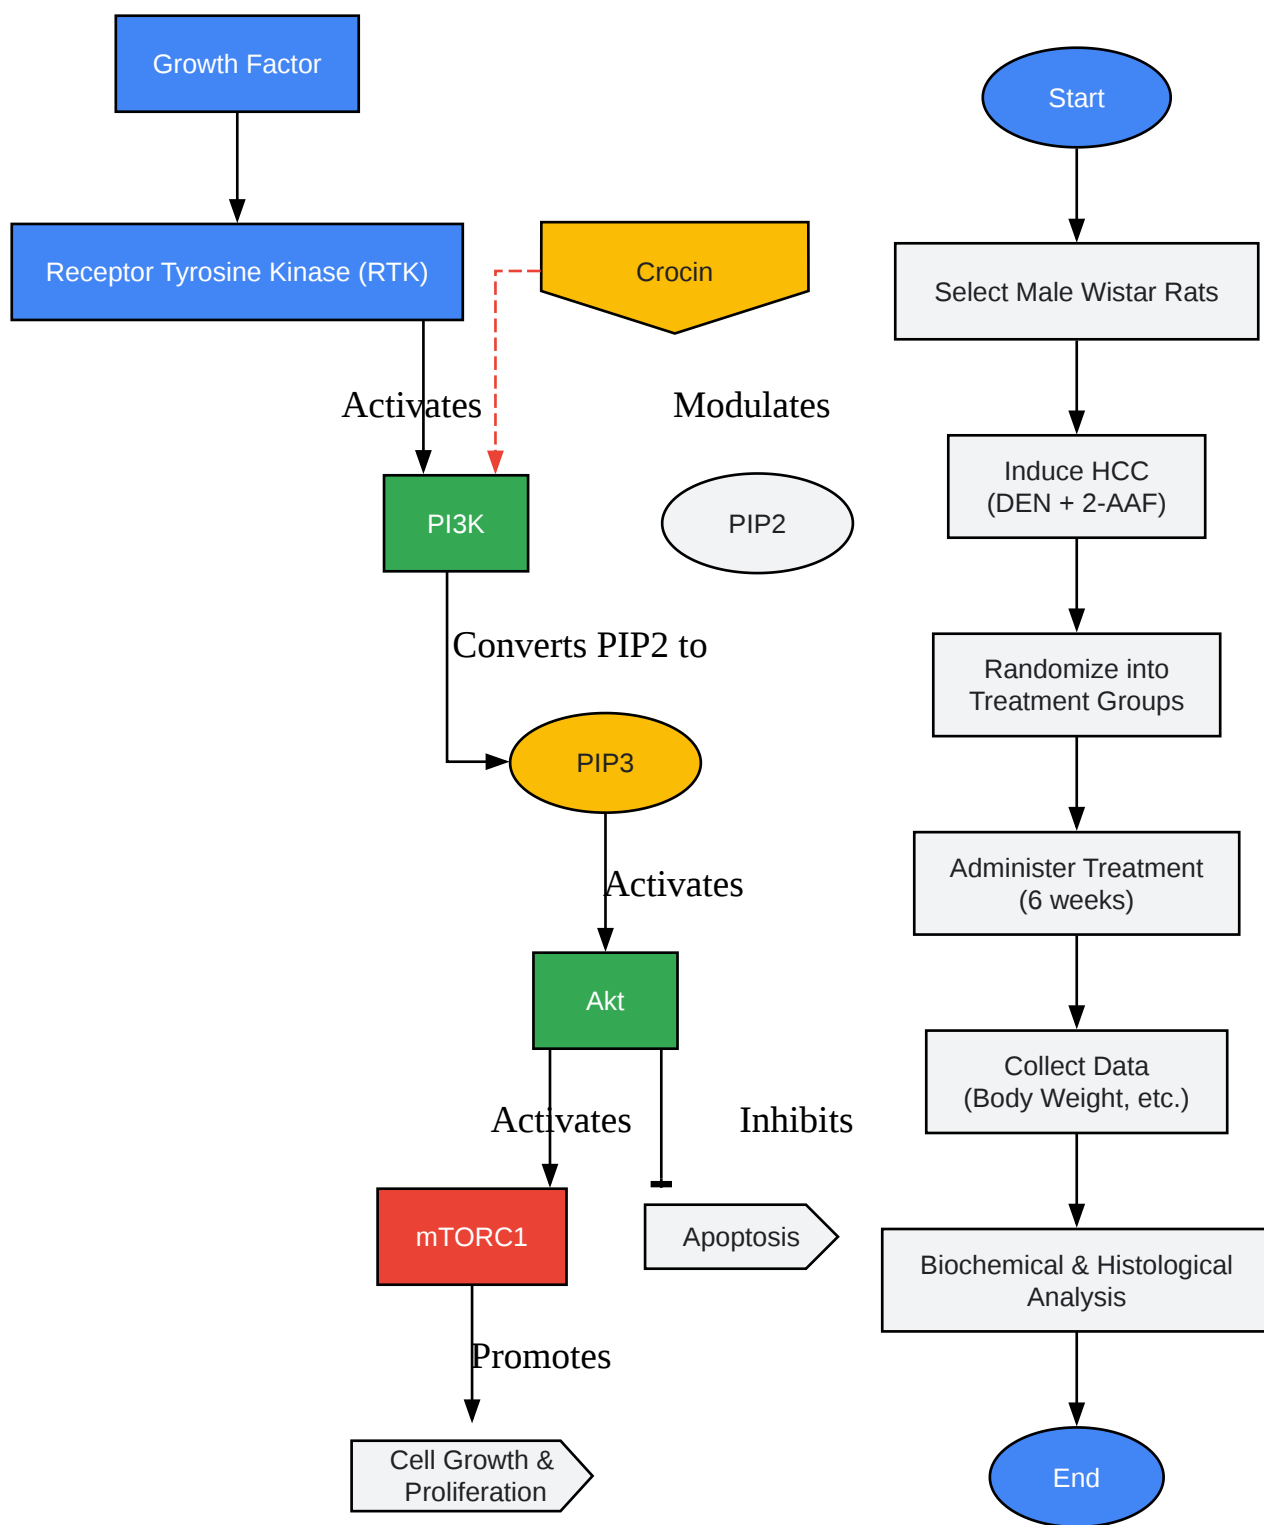 Growth Factor
Receptor Tyrosine Kinase (RTK)
Crocin
Activates
Modulates
PI3K
PIP2
Converts PIP2 to
PIP3
Activates
Akt
Activates
Inhibits
mTORC1
Apoptosis
Promotes
Cell Growth &
Proliferation
Start
Select Male Wistar Rats
Induce HCC
(DEN + 2-AAF)
Randomize into
Treatment Groups
Administer Treatment
(6 weeks)
Collect Data
(Body Weight, etc.)
Biochemical & Histological
Analysis
End